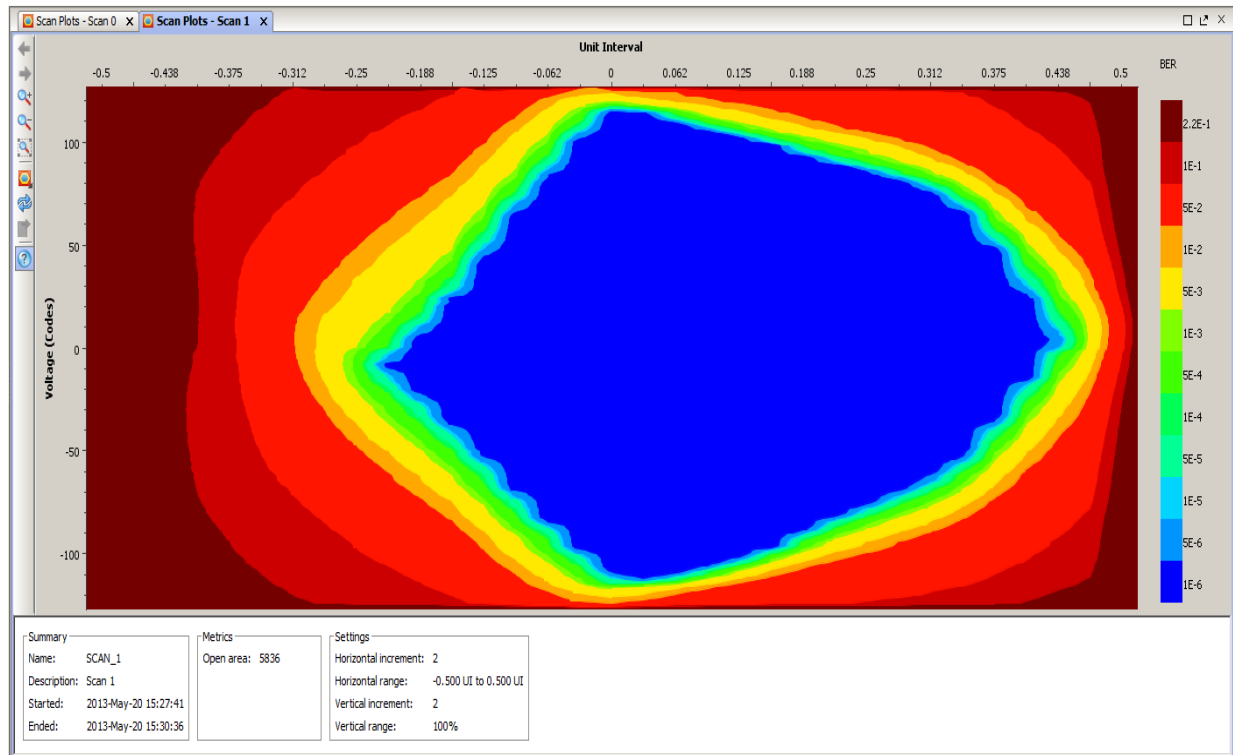 Scan Plots - Scan 0 X Scan Plots - Scan 1 X
Unit Interval
-0.5 -0.438 -0.375 -0.312 -0.25 -0.188 -0.125 -0.062 0 0.062 0.125 0.188 0.25 0.312 0.375 0.438 0.5
BER
Voltage (Codes)
100
50
0
-50
-100
2.2E-1
1E-1
5E-2
1E-2
5E-3
1E-3
5E-4
1E-4
5E-5
1E-5
5E-6
1E-6
Summary
Name: SCAN_1
Description: Scan 1
Started: 2013-May-20 15:27:41
Ended: 2013-May-20 15:30:36
Metrics
Open area: 5836
Settings
Horizontal increment: 2
Horizontal range: -0.500 UI to 0.500 UI
Vertical increment: 2
Vertical range: 100%